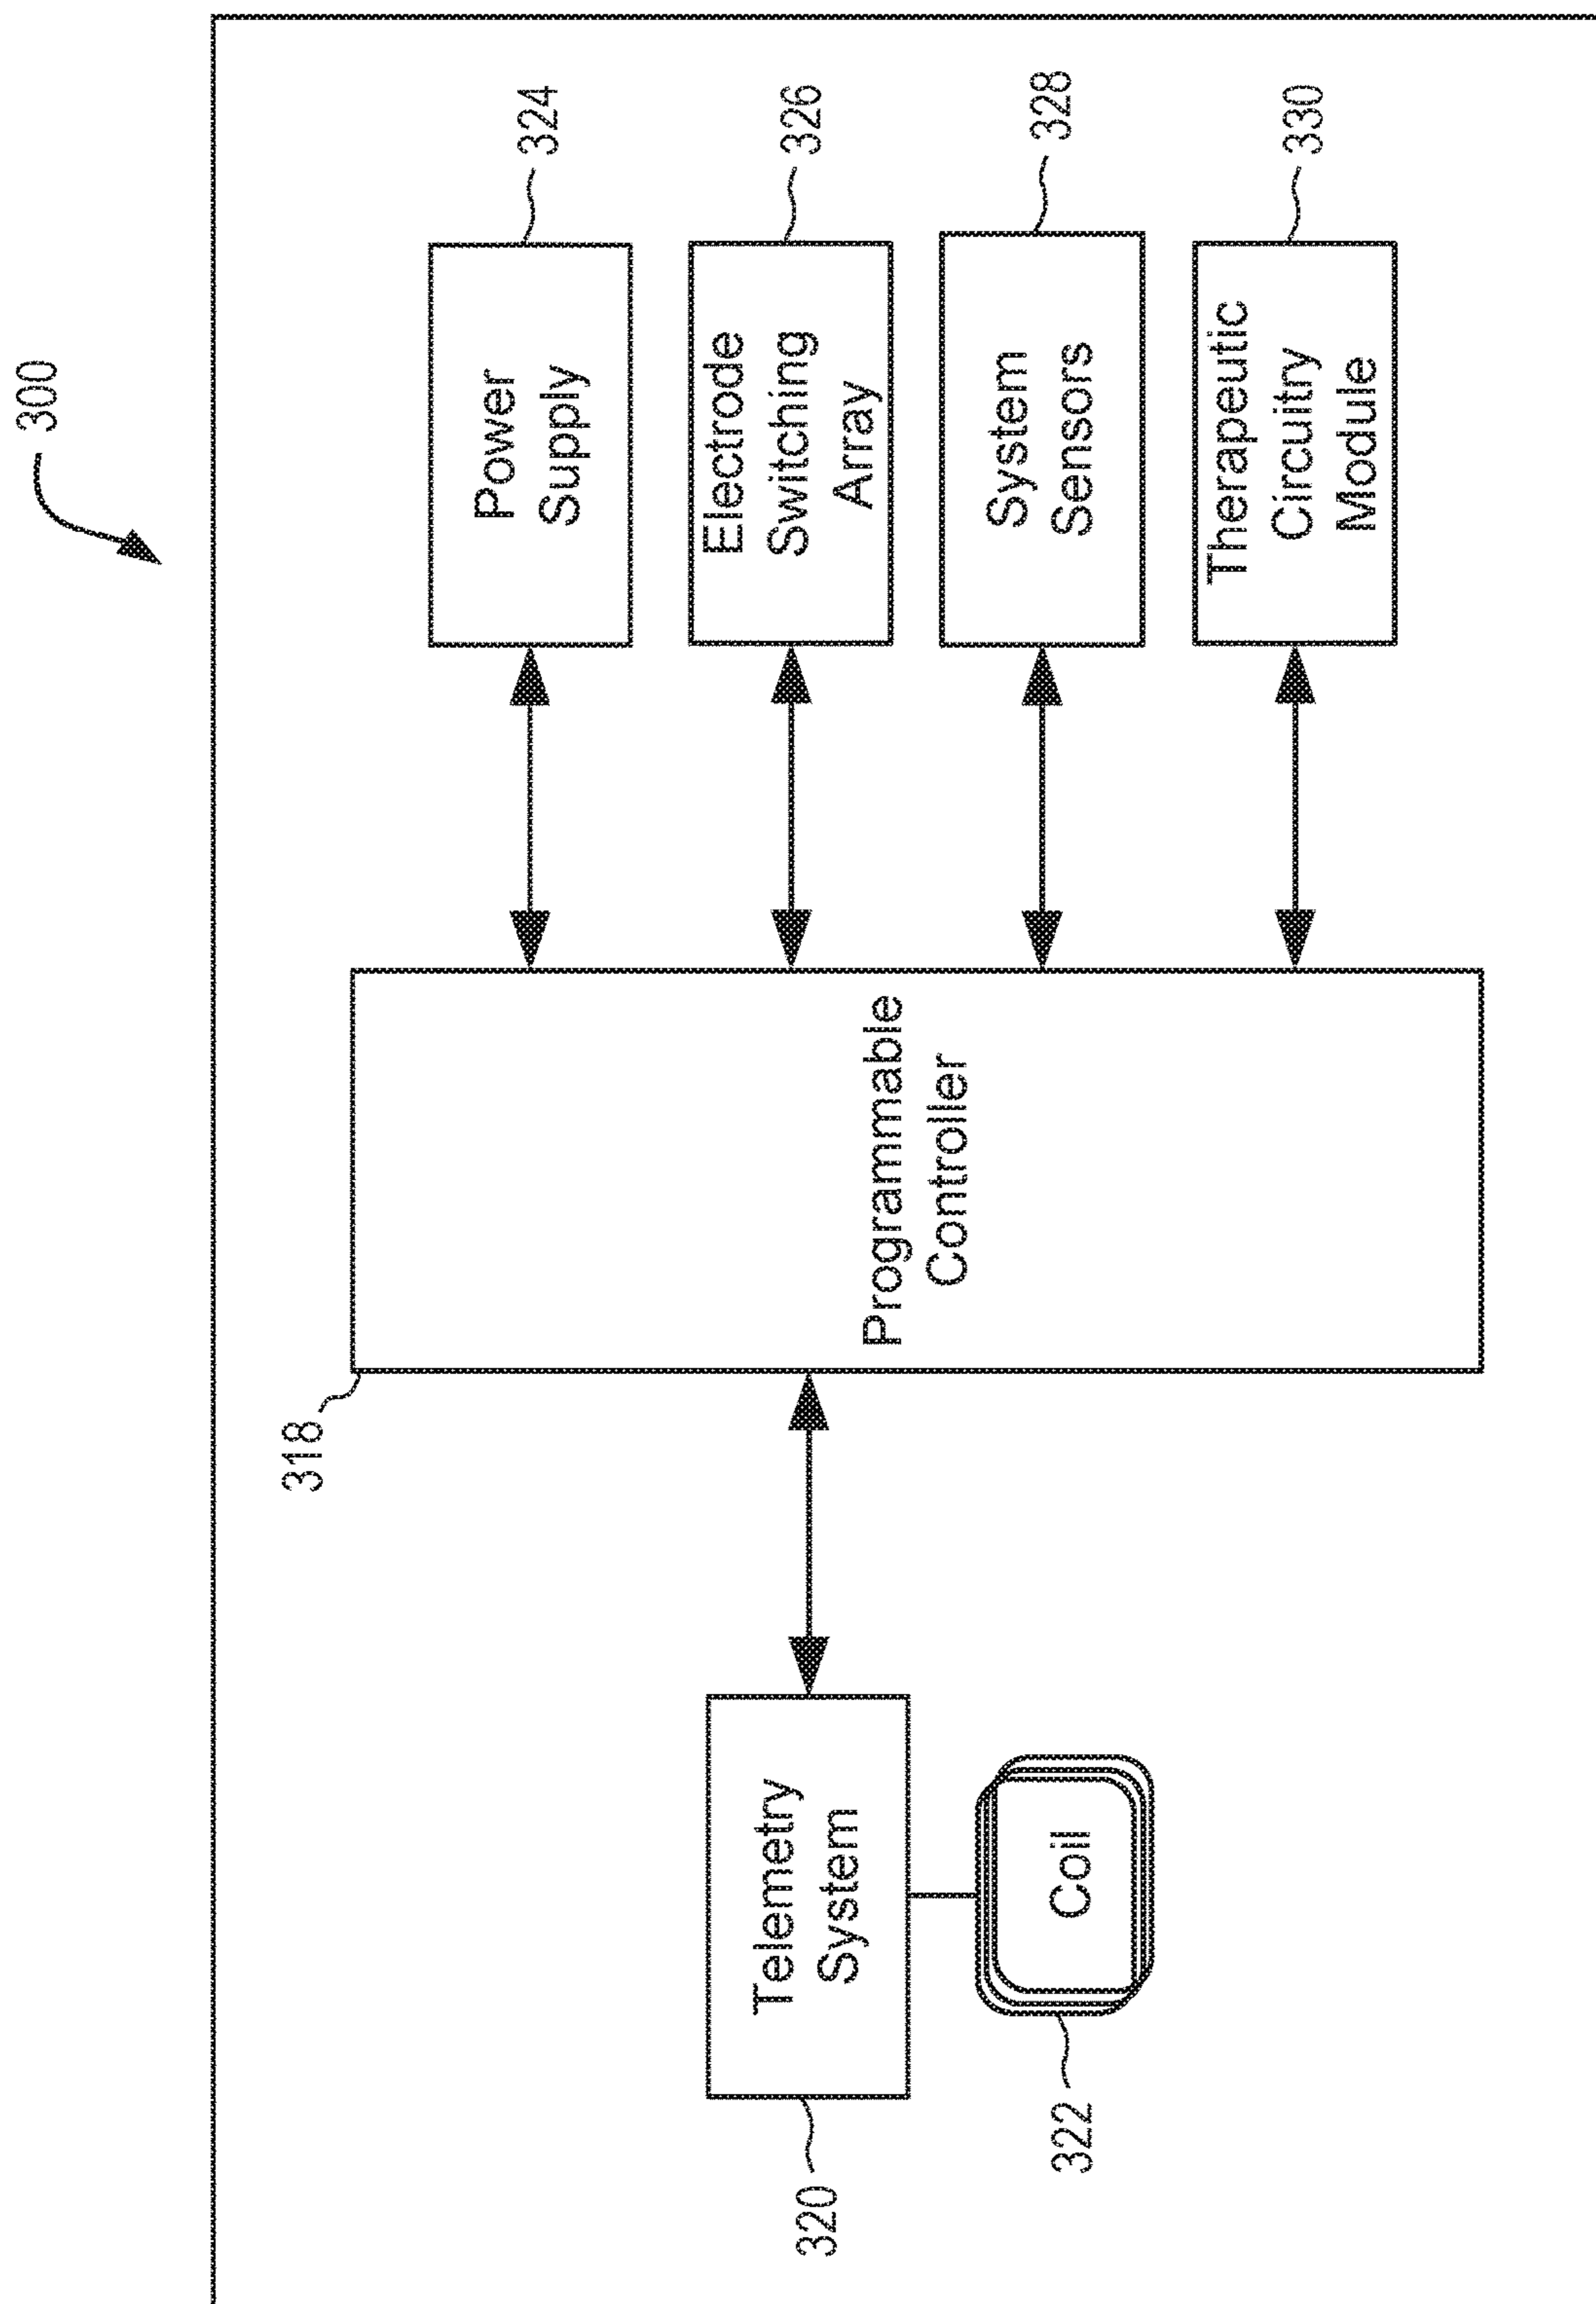 300
318
320
Telemetry
System
322
Coil
Programmable
Controller
Power
Supply
324
Electrode
Switching
Array
326
System
Sensors
328
Therapeutic
Circuitry
Module
330